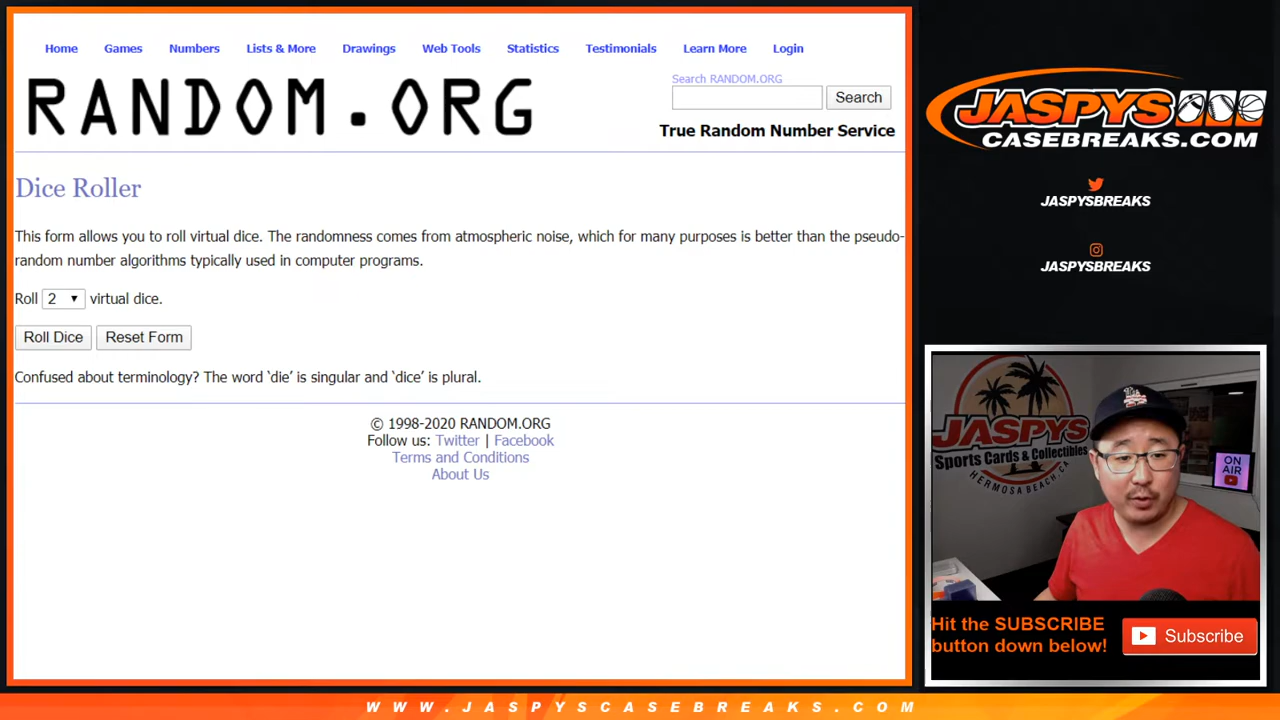 Home Games Numbers Lists & More Drawings Web Tools Statistics Testimonials Learn More Login
RANDOM.ORG
Search RANDOM.ORG
Search
True Random Number Service
Dice Roller
This form allows you to roll virtual dice. The randomness comes from atmospheric noise, which for many purposes is better than the pseudo-
random number algorithms typically used in computer programs.
Roll 2 virtual dice.
Roll Dice Reset Form
Confused about terminology? The word ‘die’ is singular and ‘dice’ is plural.
© 1998-2020 RANDOM.ORG
Follow us: Twitter | Facebook
Terms and Conditions
About Us
JASPYS
CASEBREAKS.COM
JASPYSBREAKS
JASPYSBREAKS
JASPYS
Sports Cards & Collectibles
HERMOSA BEACH, CA
ON
AIR
Hit the SUBSCRIBE
button down below!
Subscribe
WWW.JASPYSCASEBREAKS.COM